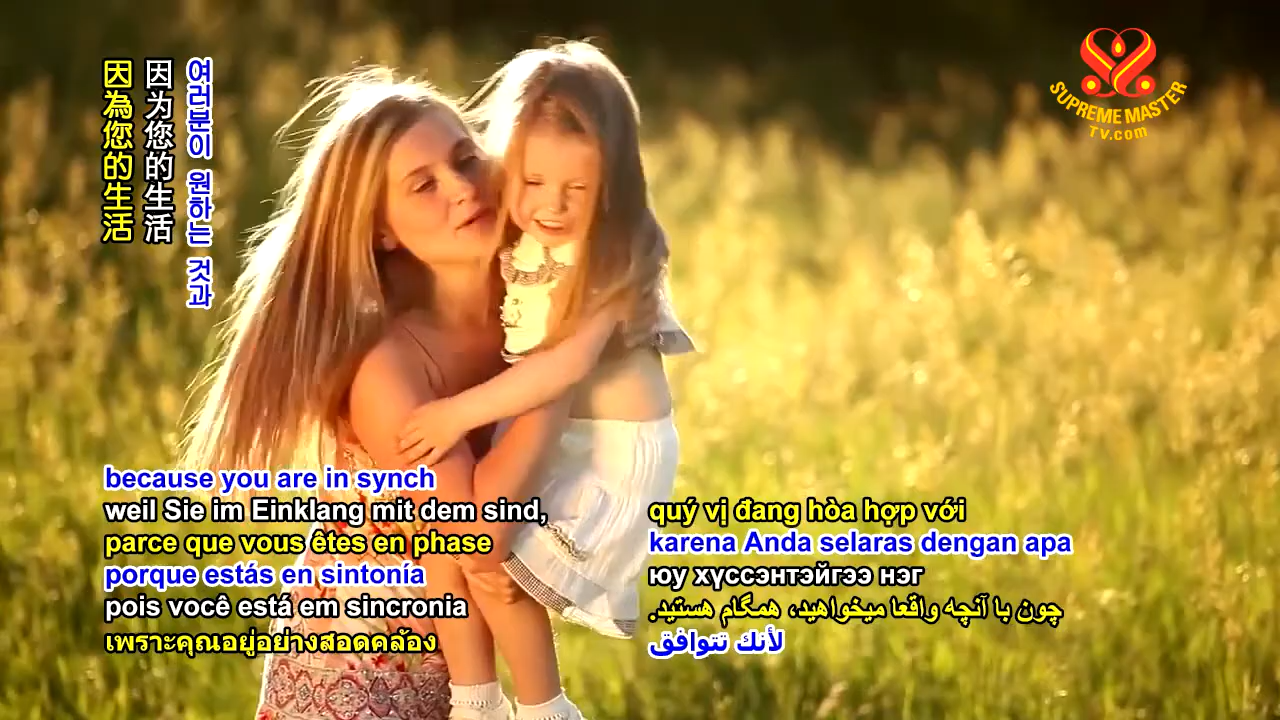 因為您的生活
因为您的生活
여러분이 원하는 것과
SUPREME MASTER
TV.com
because you are in synch
weil Sie im Einklang mit dem sind,
parce que vous êtes en phase
porque estás en sintonía
pois você está em sincronia
เพราะคุณอยู่อย่างสอดคล้อง
quý vị đang hòa hợp với
karena Anda selaras dengan apa
юу хүссэнтэйгээ нэг
چون با آنچه واقعا میخواهید، همگام هستید.
لأنك تتوافق